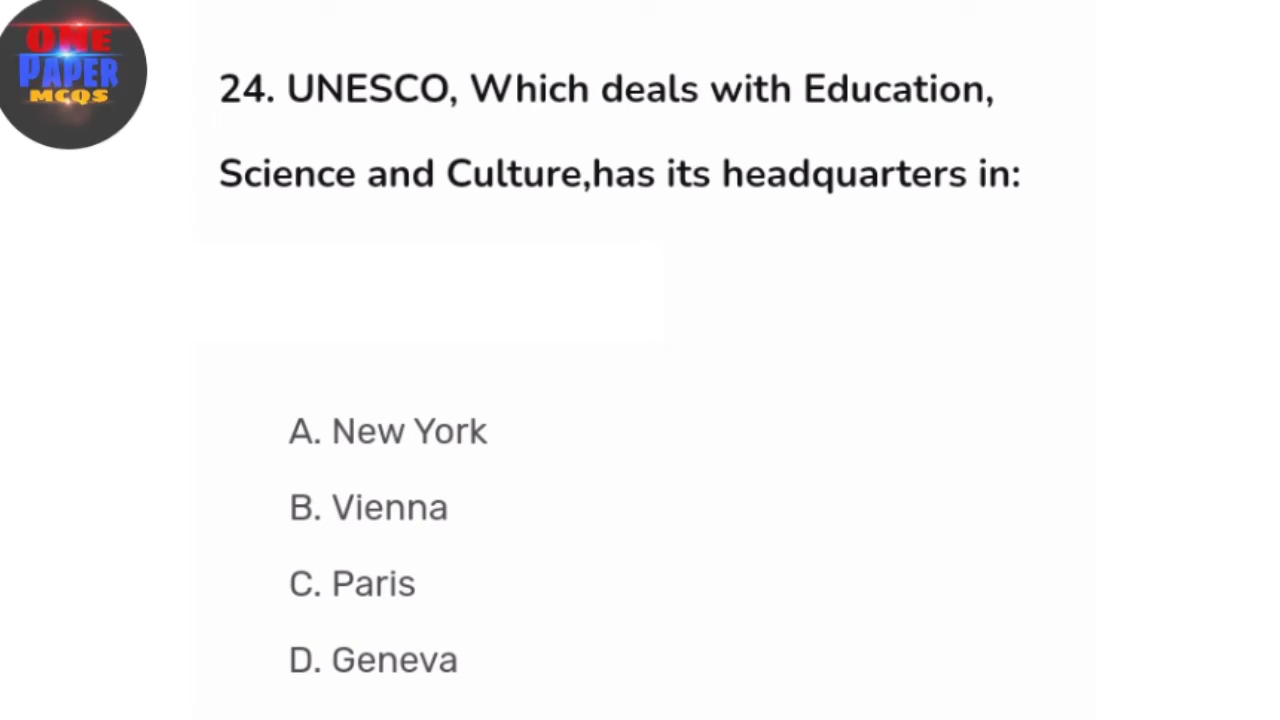 ONE
PAPER
MCQS
24. UNESCO, Which deals with Education,
Science and Culture,has its headquarters in:
A. New York
B. Vienna
C. Paris
D. Geneva